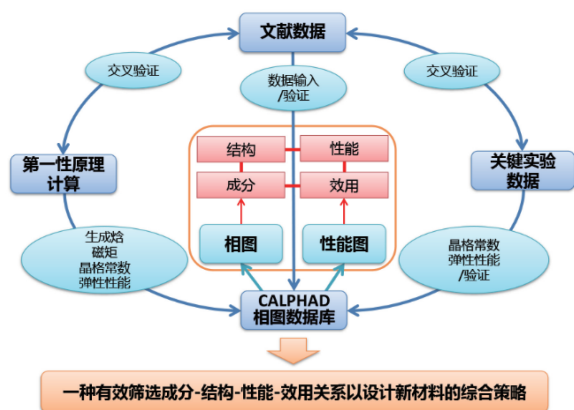 文献数据
交叉验证
数据输入
/验证
交叉验证
结构
性能
第一性原理
计算
成分
效用
关键实验
数据
相图
性能图
生成焓
磁矩
晶格常数
弹性性能
晶格常数
弹性性能
/验证
CALPHAD
相图数据库
一种有效筛选成分-结构-性能-效用关系以设计新材料的综合策略